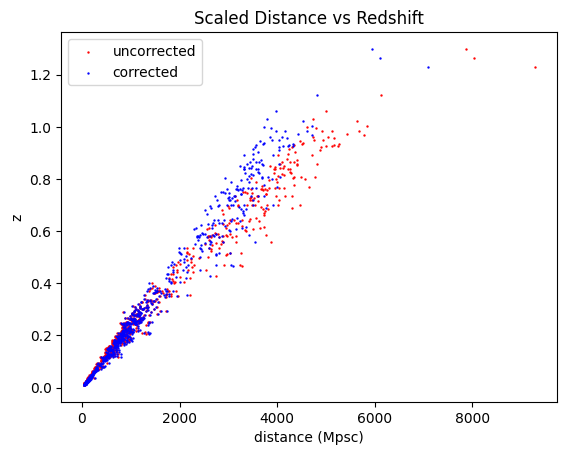 Scaled Distance vs Redshift
uncorrected
corrected
1.2
1.0
0.8
0.6
0.4
0.2
0.0
z
0 2000 4000 6000 8000
distance (Mpsc)